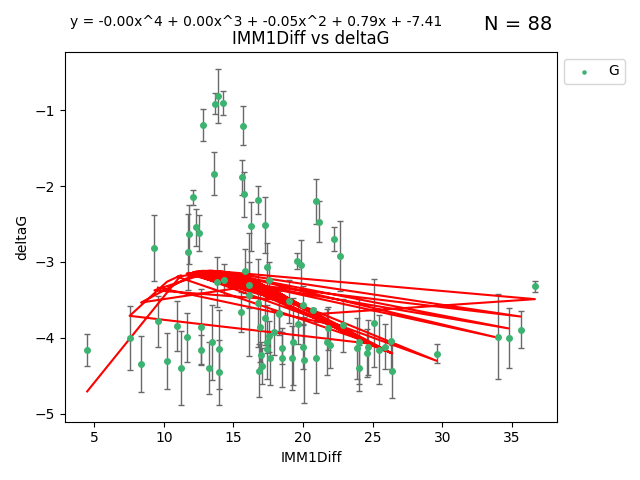 y = -0.00x^4 + 0.00x^3 + -0.05x^2 + 0.79x + -7.41
N = 88
IMM1Diff vs deltaG
G
deltaG
−1
−2
−3
−4
−5
5 10 15 20 25 30 35
IMM1Diff